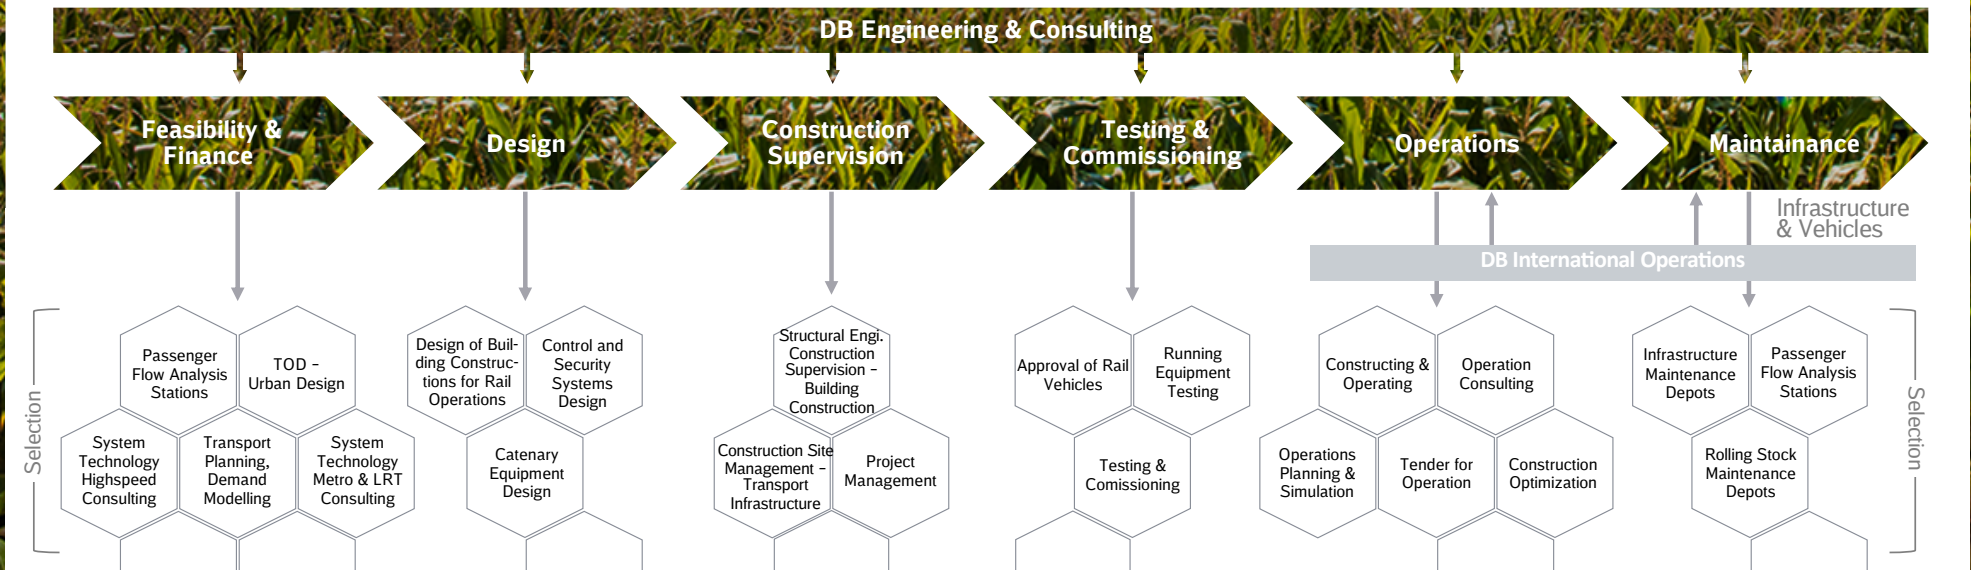 DB Engineering & Consulting
Feasibility &
Finance
Design
Construction
Supervision
Testing &
Commissioning
Operations
Maintainance
Infrastructure
& Vehicles
DB International Operations
Selection
Passenger
Flow Analysis
Stations
TOD –
Urban Design
System
Technology
Highspeed
Consulting
Transport
Planning,
Demand
Modelling
System
Technology
Metro & LRT
Consulting
Design of Buil-
ding Construc-
tions for Rail
Operations
Control and
Security
Systems
Design
Catenary
Equipment
Design
Structural Engi.
Construction
Supervision –
Building
Construction
Construction Site
Management –
Transport
Infrastructure
Project
Management
Approval of Rail
Vehicles
Running
Equipment
Testing
Testing &
Comissioning
Constructing &
Operating
Operation
Consulting
Operations
Planning &
Simulation
Tender for
Operation
Construction
Optimization
Infrastructure
Maintenance
Depots
Passenger
Flow Analysis
Stations
Rolling Stock
Maintenance
Depots
Selection